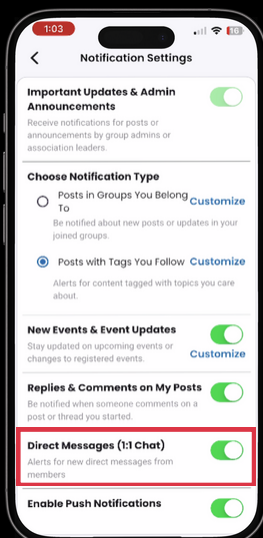 1:03
Notification Settings
Important Updates & Admin
Announcements
Receive notifications for posts or
announcements by group admins or
association leaders.
Choose Notification Type
Posts in Groups You Belong
To
Customize
Be notified about new posts or updates in your
joined groups.
Posts with Tags You Follow Customize
Alerts for content tagged with topics you care
about.
New Events & Event Updates
Stay updated on upcoming events or
changes to registered events.
Customize
Replies & Comments on My Posts
Be notified when someone comments on a
post or thread you started.
Direct Messages (1:1 Chat)
Alerts for new direct messages from
members
Enable Push Notifications